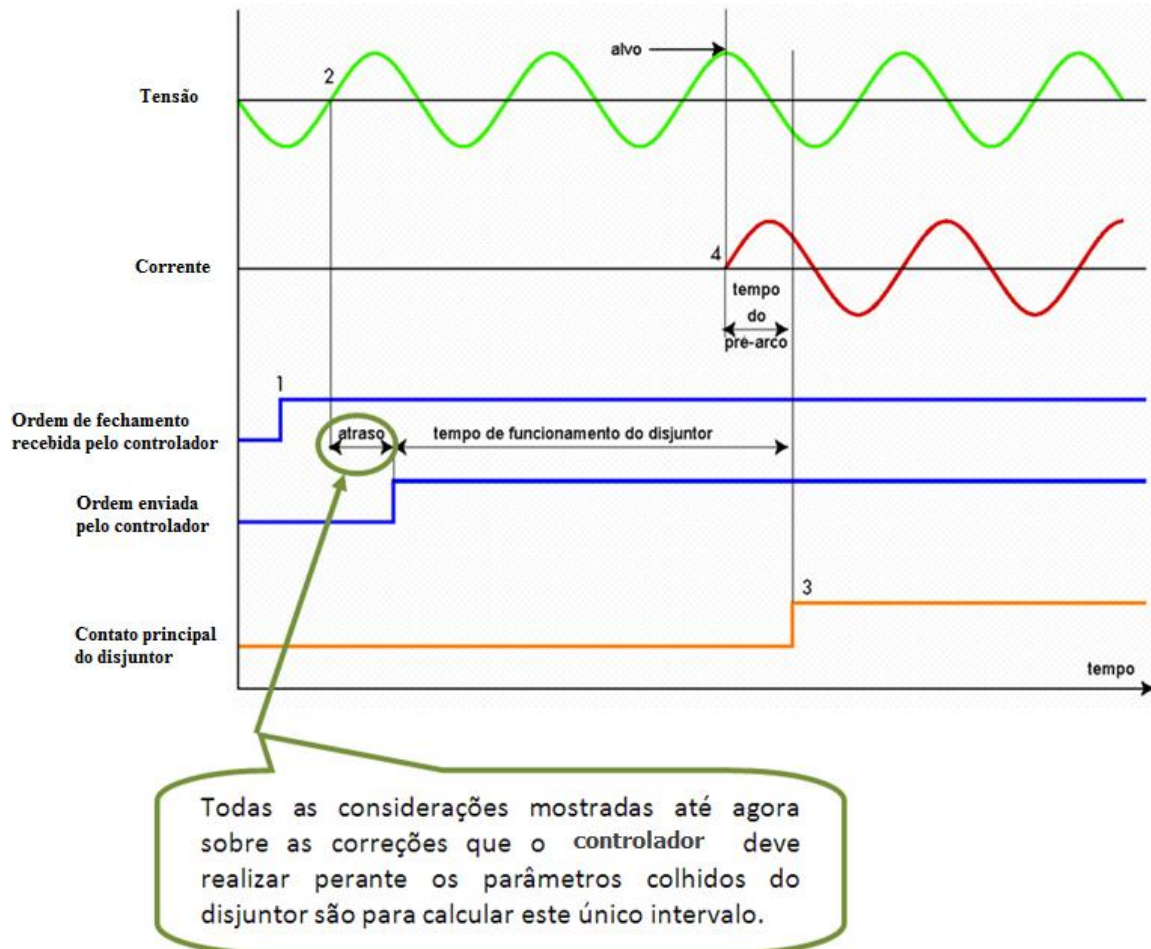 alvo
2
Tensão
4
Corrente
tempo
do
pré-arco
1
Ordem de fechamento
recebida pelo controlador
atraso
tempo de funcionamento do disjuntor
Ordem enviada
pelo controlador
3
Contato principal
do disjuntor
tempo
Todas as considerações mostradas até agora
sobre as correções que o controlador deve
realizar perante os parâmetros colhidos do
disjuntor são para calcular este único intervalo.